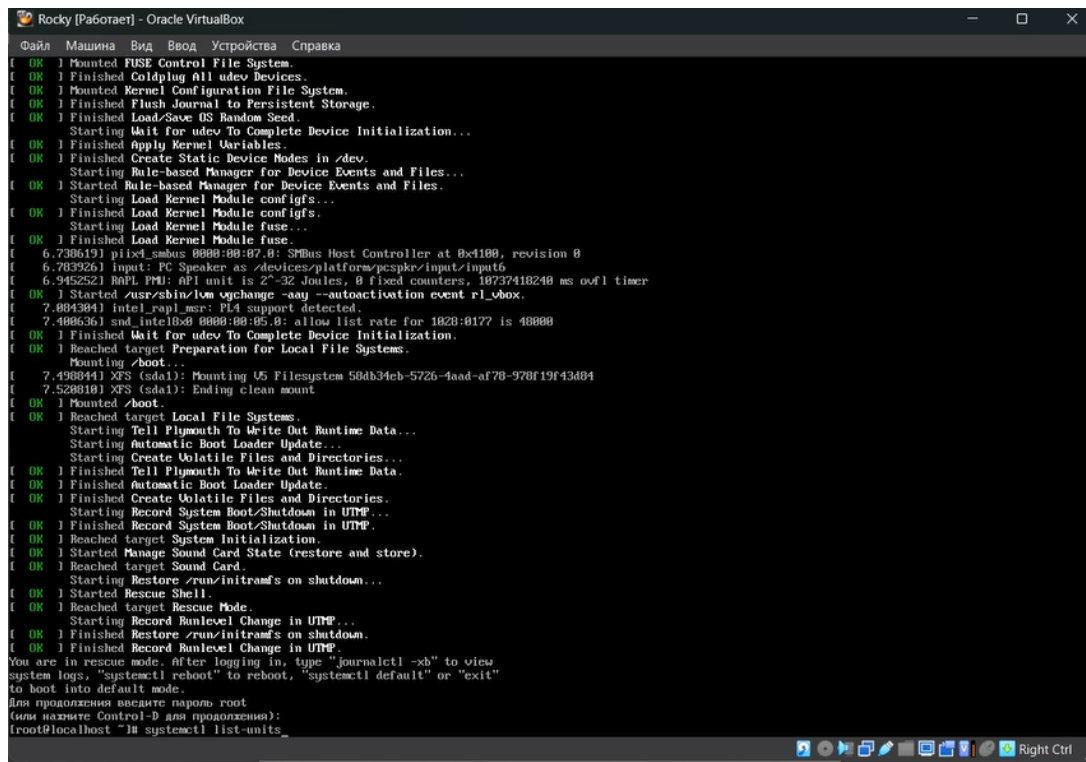 Rocky [Работает] - Oracle VirtualBox
Файл Машина Вид Ввод Устройства Справка
[ OK ] Mounted FUSE Control File System.
[ OK ] Finished Coldplug All udev Devices.
[ OK ] Mounted Kernel Configuration File System.
[ OK ] Finished Flush Journal to Persistent Storage.
[ OK ] Finished Load/Save OS Random Seed.
Starting Wait for udev To Complete Device Initialization...
[ OK ] Finished Apply Kernel Variables.
[ OK ] Finished Create Static Device Nodes in /dev.
Starting Rule-based Manager for Device Events and Files...
[ OK ] Started Rule-based Manager for Device Events and Files.
Starting Load Kernel Module configfs...
[ OK ] Finished Load Kernel Module configfs.
Starting Load Kernel Module fuse...
[ OK ] Finished Load Kernel Module fuse.
[ 6.738619] piix4_smbus 0000:00:07.0: SMBus Host Controller at 0x4100, revision 0
[ 6.783926] input: PC Speaker as /devices/platform/pcspkr/input/input6
[ 6.945252] RAPL PMU: API unit is 2^-32 Joules, 0 fixed counters, 10737418240 ms ovfl timer
[ OK ] Started /usr/sbin/lvm vgchange -aay --autoactivation event rl_vbox.
[ 7.084304] intel_rapl_msr: PL4 support detected.
[ 7.400636] snd_intel8x0 0000:00:05.0: allow list rate for 1028:0177 is 48000
[ OK ] Finished Wait for udev To Complete Device Initialization.
[ OK ] Reached target Preparation for Local File Systems.
Mounting /boot...
[ 7.498844] XFS (sda1): Mounting V5 Filesystem 58db34eb-5726-4aad-af78-978f19f43d84
[ 7.520810] XFS (sda1): Ending clean mount
[ OK ] Mounted /boot.
[ OK ] Reached target Local File Systems.
Starting Tell Plymouth To Write Out Runtime Data...
Starting Automatic Boot Loader Update...
Starting Create Volatile Files and Directories...
[ OK ] Finished Tell Plymouth To Write Out Runtime Data.
[ OK ] Finished Automatic Boot Loader Update.
[ OK ] Finished Create Volatile Files and Directories.
Starting Record System Boot/Shutdown in UTMP...
[ OK ] Finished Record System Boot/Shutdown in UTMP.
[ OK ] Reached target System Initialization.
[ OK ] Started Manage Sound Card State (restore and store).
[ OK ] Reached target Sound Card.
Starting Restore /run/initramfs on shutdown...
[ OK ] Started Rescue Shell.
[ OK ] Reached target Rescue Mode.
Starting Record Runlevel Change in UTMP...
[ OK ] Finished Restore /run/initramfs on shutdown.
[ OK ] Finished Record Runlevel Change in UTMP.
You are in rescue mode. After logging in, type "journalctl -xb" to view
system logs, "systemctl reboot" to reboot, "systemctl default" or "exit"
to boot into default mode.
Для продолжения введите пароль root
(или нажмите Control-D для продолжения):
[root@localhost ~]# systemctl list-units_
Right Ctrl